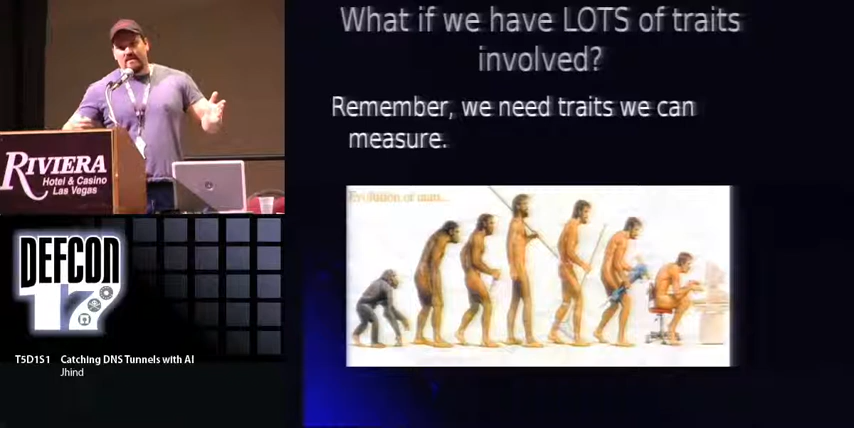 What if we have LOTS of traits
involved?
Remember, we need traits we can
measure.
Evolution of man...
RIVIERA
Hotel & Casino
Las Vegas
DEFCON
17
T5D1S1 Catching DNS Tunnels with AI
Jhind